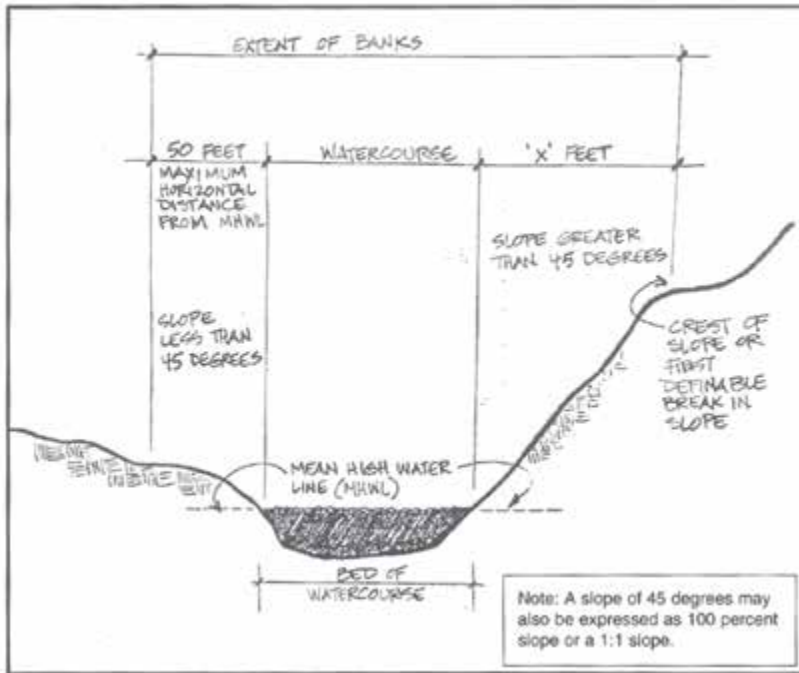 EXTENT OF BANKS
50 FEET
MAXIMUM
HORIZONTAL
DISTANCE
FROM MHWL
WATERCOURSE
'X' FEET
SLOPE GREATER
THAN 45 DEGREES
SLOPE
LESS THAN
45 DEGREES
CREST OF
SLOPE OR
FIRST
DEFINABLE
BREAK IN
SLOPE
MEAN HIGH WATER
LINE (MHWL)
BED OF
WATERCOURSE
Note: A slope of 45 degrees may
also be expressed as 100 percent
slope or a 1:1 slope.